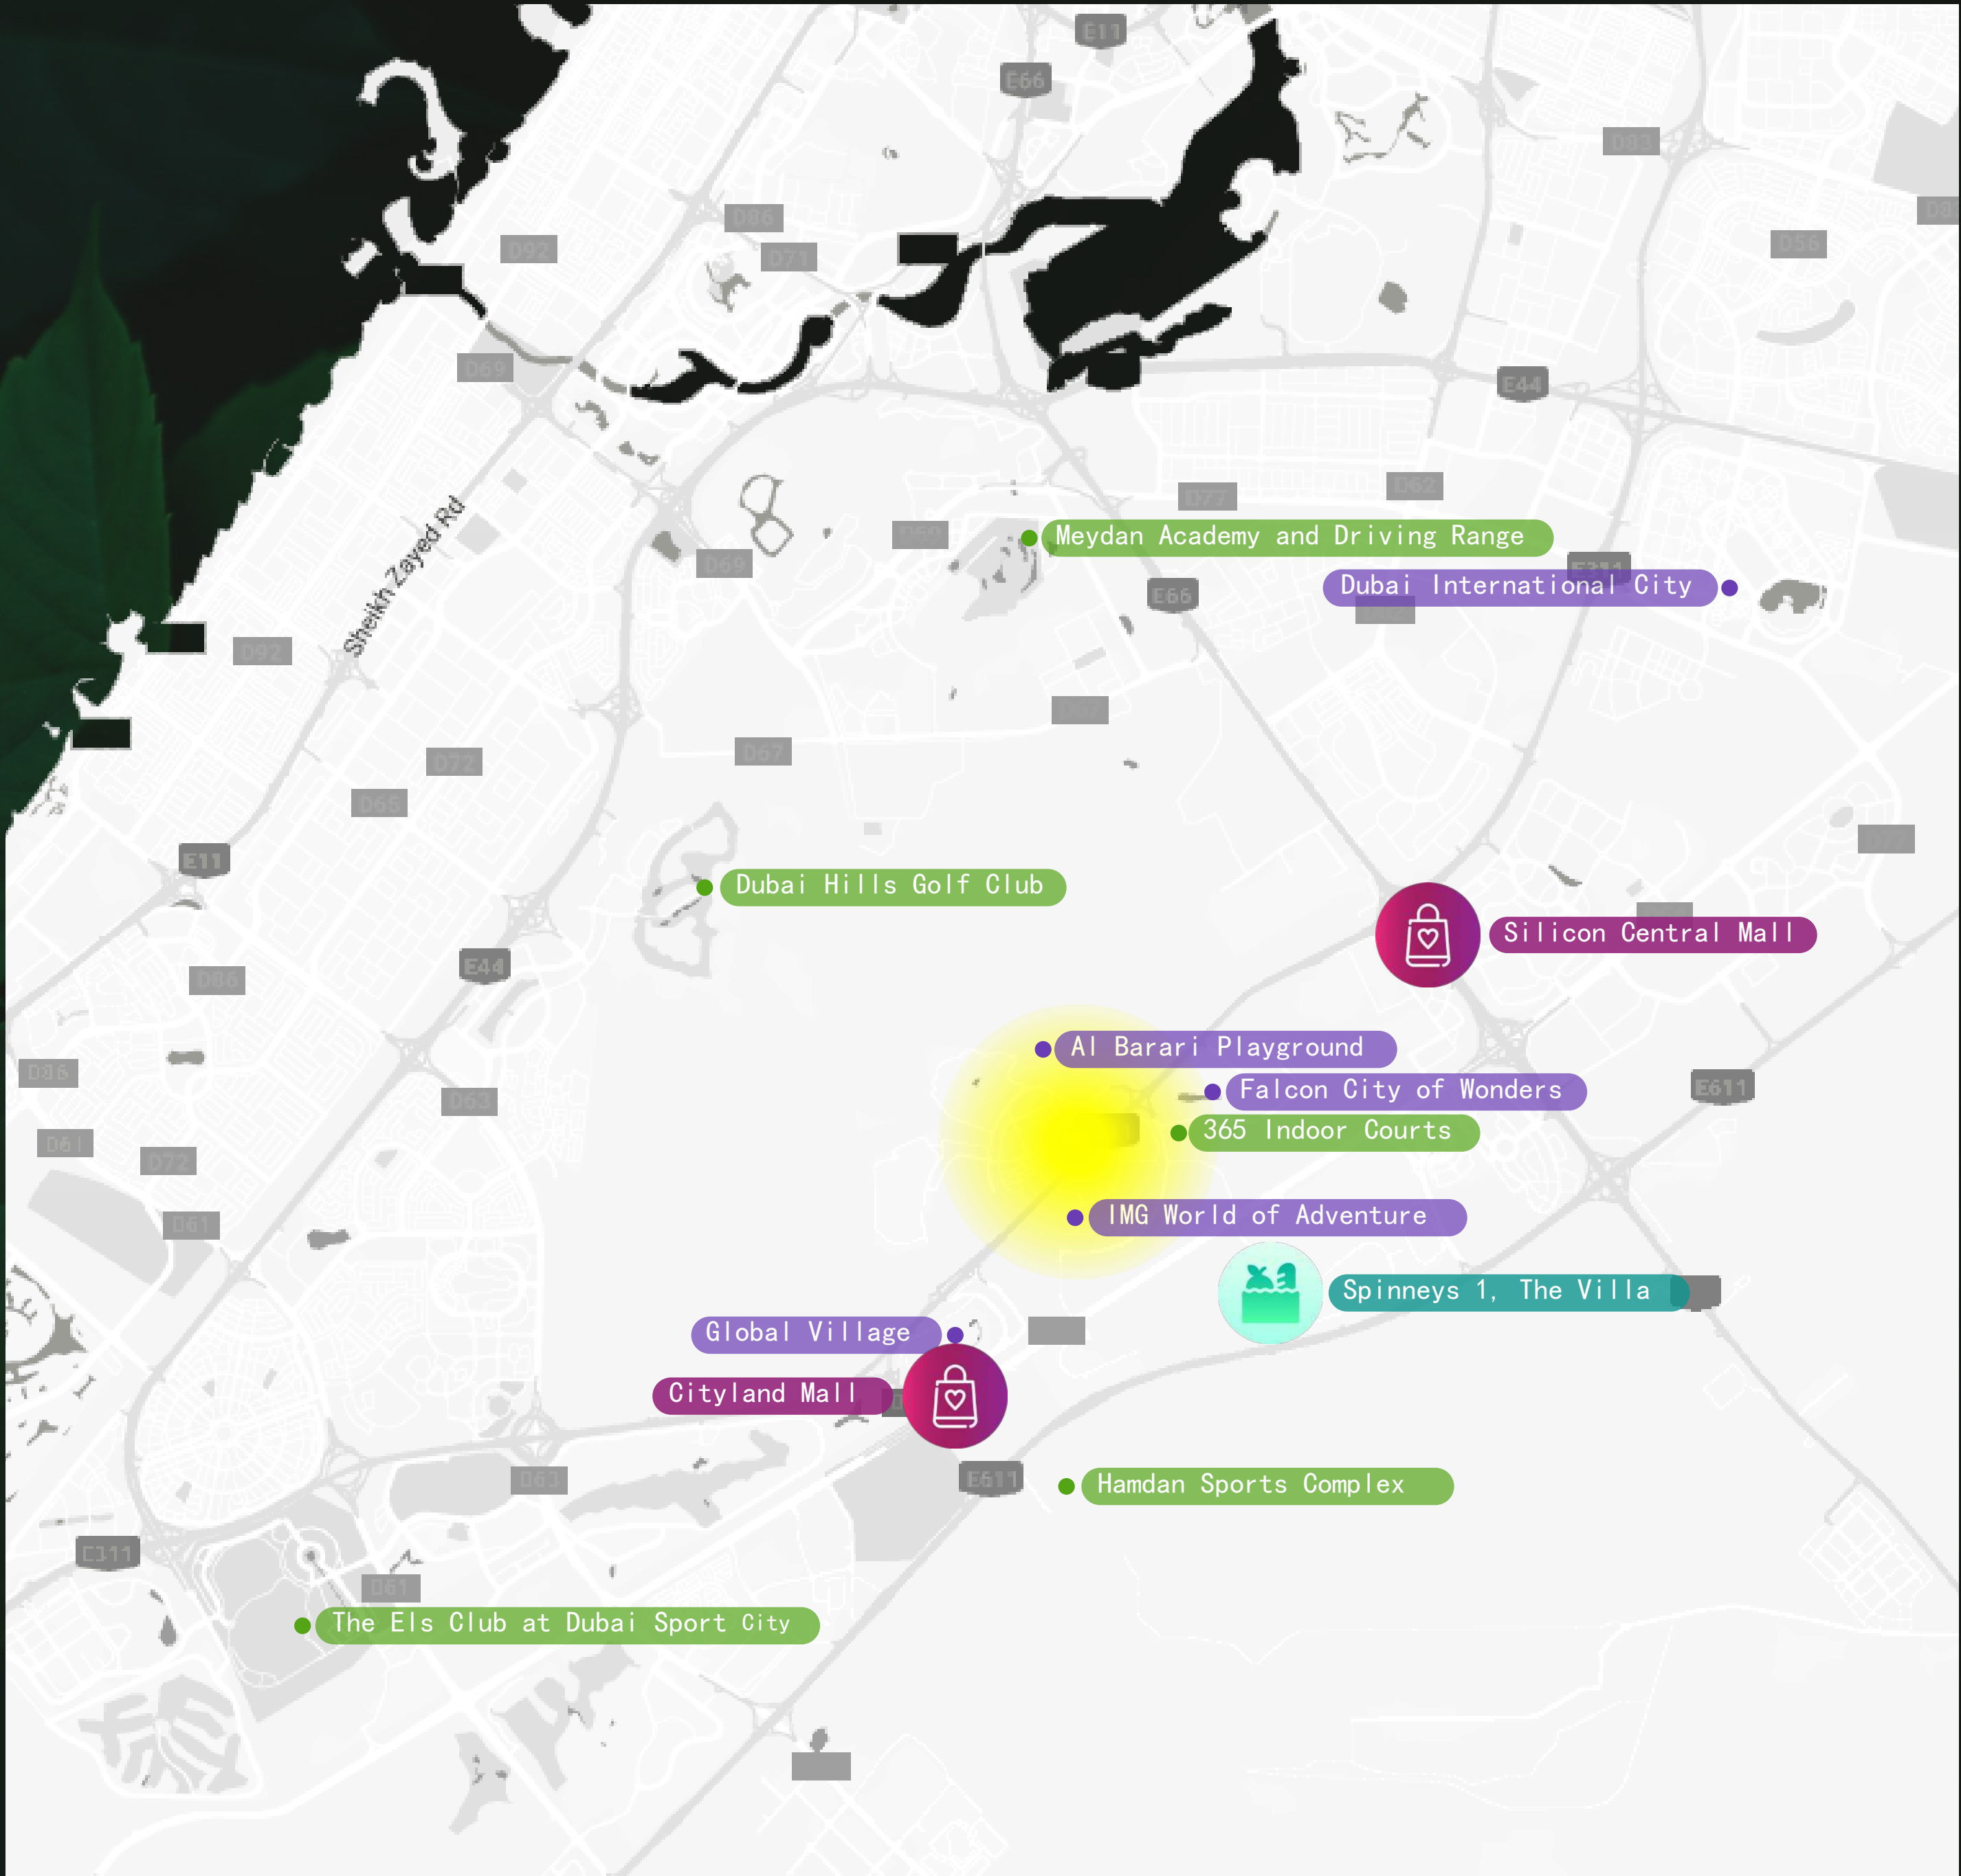 E11
E66
D83
D86
D92
D71
D56
D69
E44
D62
D77
Meydan Academy and Driving Range
D69
Dubai International City
E66
Sheikh Zayed Rd
D92
D67
D72
D65
E11
Dubai Hills Golf Club
Silicon Central Mall
E44
D86
Al Barari Playground
D86
Falcon City of Wonders
E611
D63
365 Indoor Courts
D61
D72
IMG World of Adventure
D61
Spinneys 1, The Villa
Global Village
Cityland Mall
E611
D63
Hamdan Sports Complex
E311
D61
The Els Club at Dubai Sport City